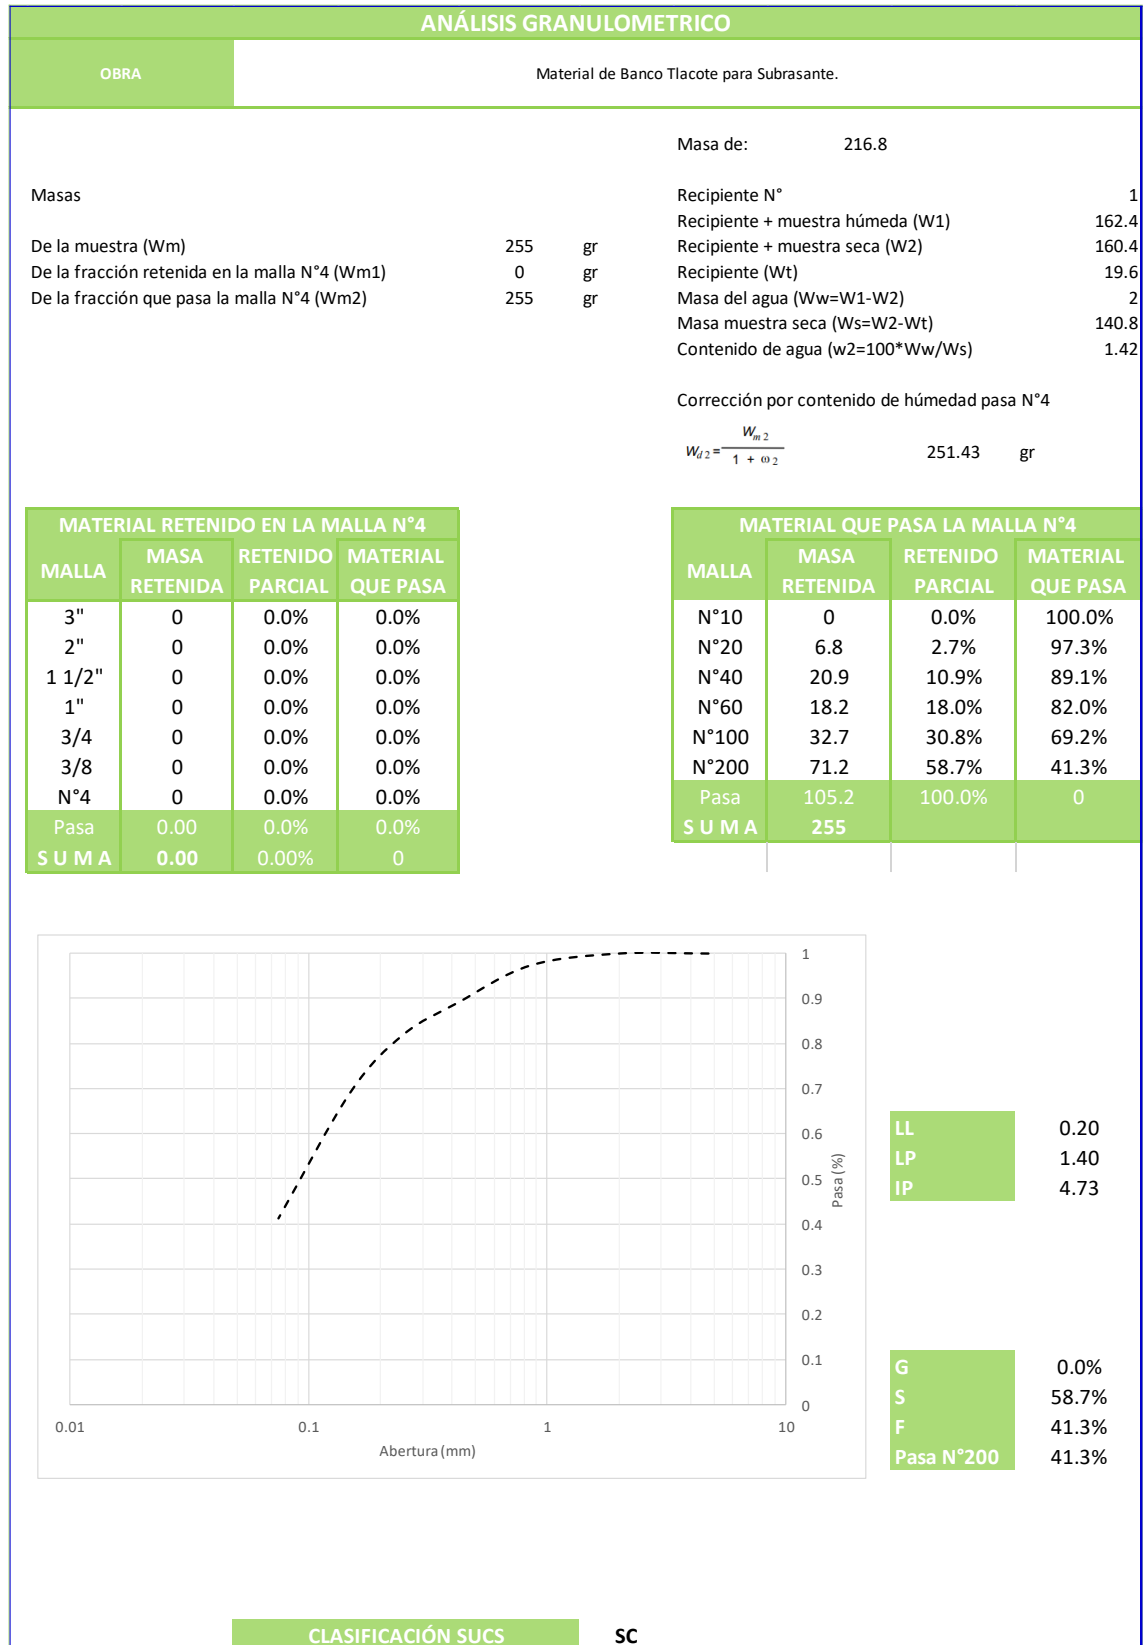 ANÁLISIS GRANULOMETRICO
OBRA Material de Banco Tlacote para Subrasante.
Masa de: 216.8
Masas
De la muestra (Wm) 255 gr
De la fracción retenida en la malla N°4 (Wm1) 0 gr
De la fracción que pasa la malla N°4 (Wm2) 255 gr
Recipiente N° 1
Recipiente + muestra húmeda (W1) 162.4
Recipiente + muestra seca (W2) 160.4
Recipiente (Wt) 19.6
Masa del agua (Ww=W1-W2) 2
Masa muestra seca (Ws=W2-Wt) 140.8
Contenido de agua (w2=100*Ww/Ws) 1.42
Corrección por contenido de húmedad pasa N°4
W d 2 = W m 2 / 1 + ω 2 251.43 gr
MATERIAL RETENIDO EN LA MALLA N°4
MALLA MASA RETENIDA RETENIDO PARCIAL MATERIAL QUE PASA
3" 0 0.0% 0.0%
2" 0 0.0% 0.0%
1 1/2" 0 0.0% 0.0%
1" 0 0.0% 0.0%
3/4 0 0.0% 0.0%
3/8 0 0.0% 0.0%
N°4 0 0.0% 0.0%
Pasa 0.00 0.0% 0.0%
S U M A 0.00 0.00% 0
MATERIAL QUE PASA LA MALLA N°4
MALLA MASA RETENIDA RETENIDO PARCIAL MATERIAL QUE PASA
N°10 0 0.0% 100.0%
N°20 6.8 2.7% 97.3%
N°40 20.9 10.9% 89.1%
N°60 18.2 18.0% 82.0%
N°100 32.7 30.8% 69.2%
N°200 71.2 58.7% 41.3%
Pasa 105.2 100.0% 0
S U M A 255
1
0.9
0.8
0.7
0.6
0.5
0.4
0.3
0.2
0.1
0
Pasa (%)
0.01 0.1 1 10
Abertura (mm)
LL 0.20
LP 1.40
IP 4.73
G 0.0%
S 58.7%
F 41.3%
Pasa N°200 41.3%
CLASIFICACIÓN SUCS SC